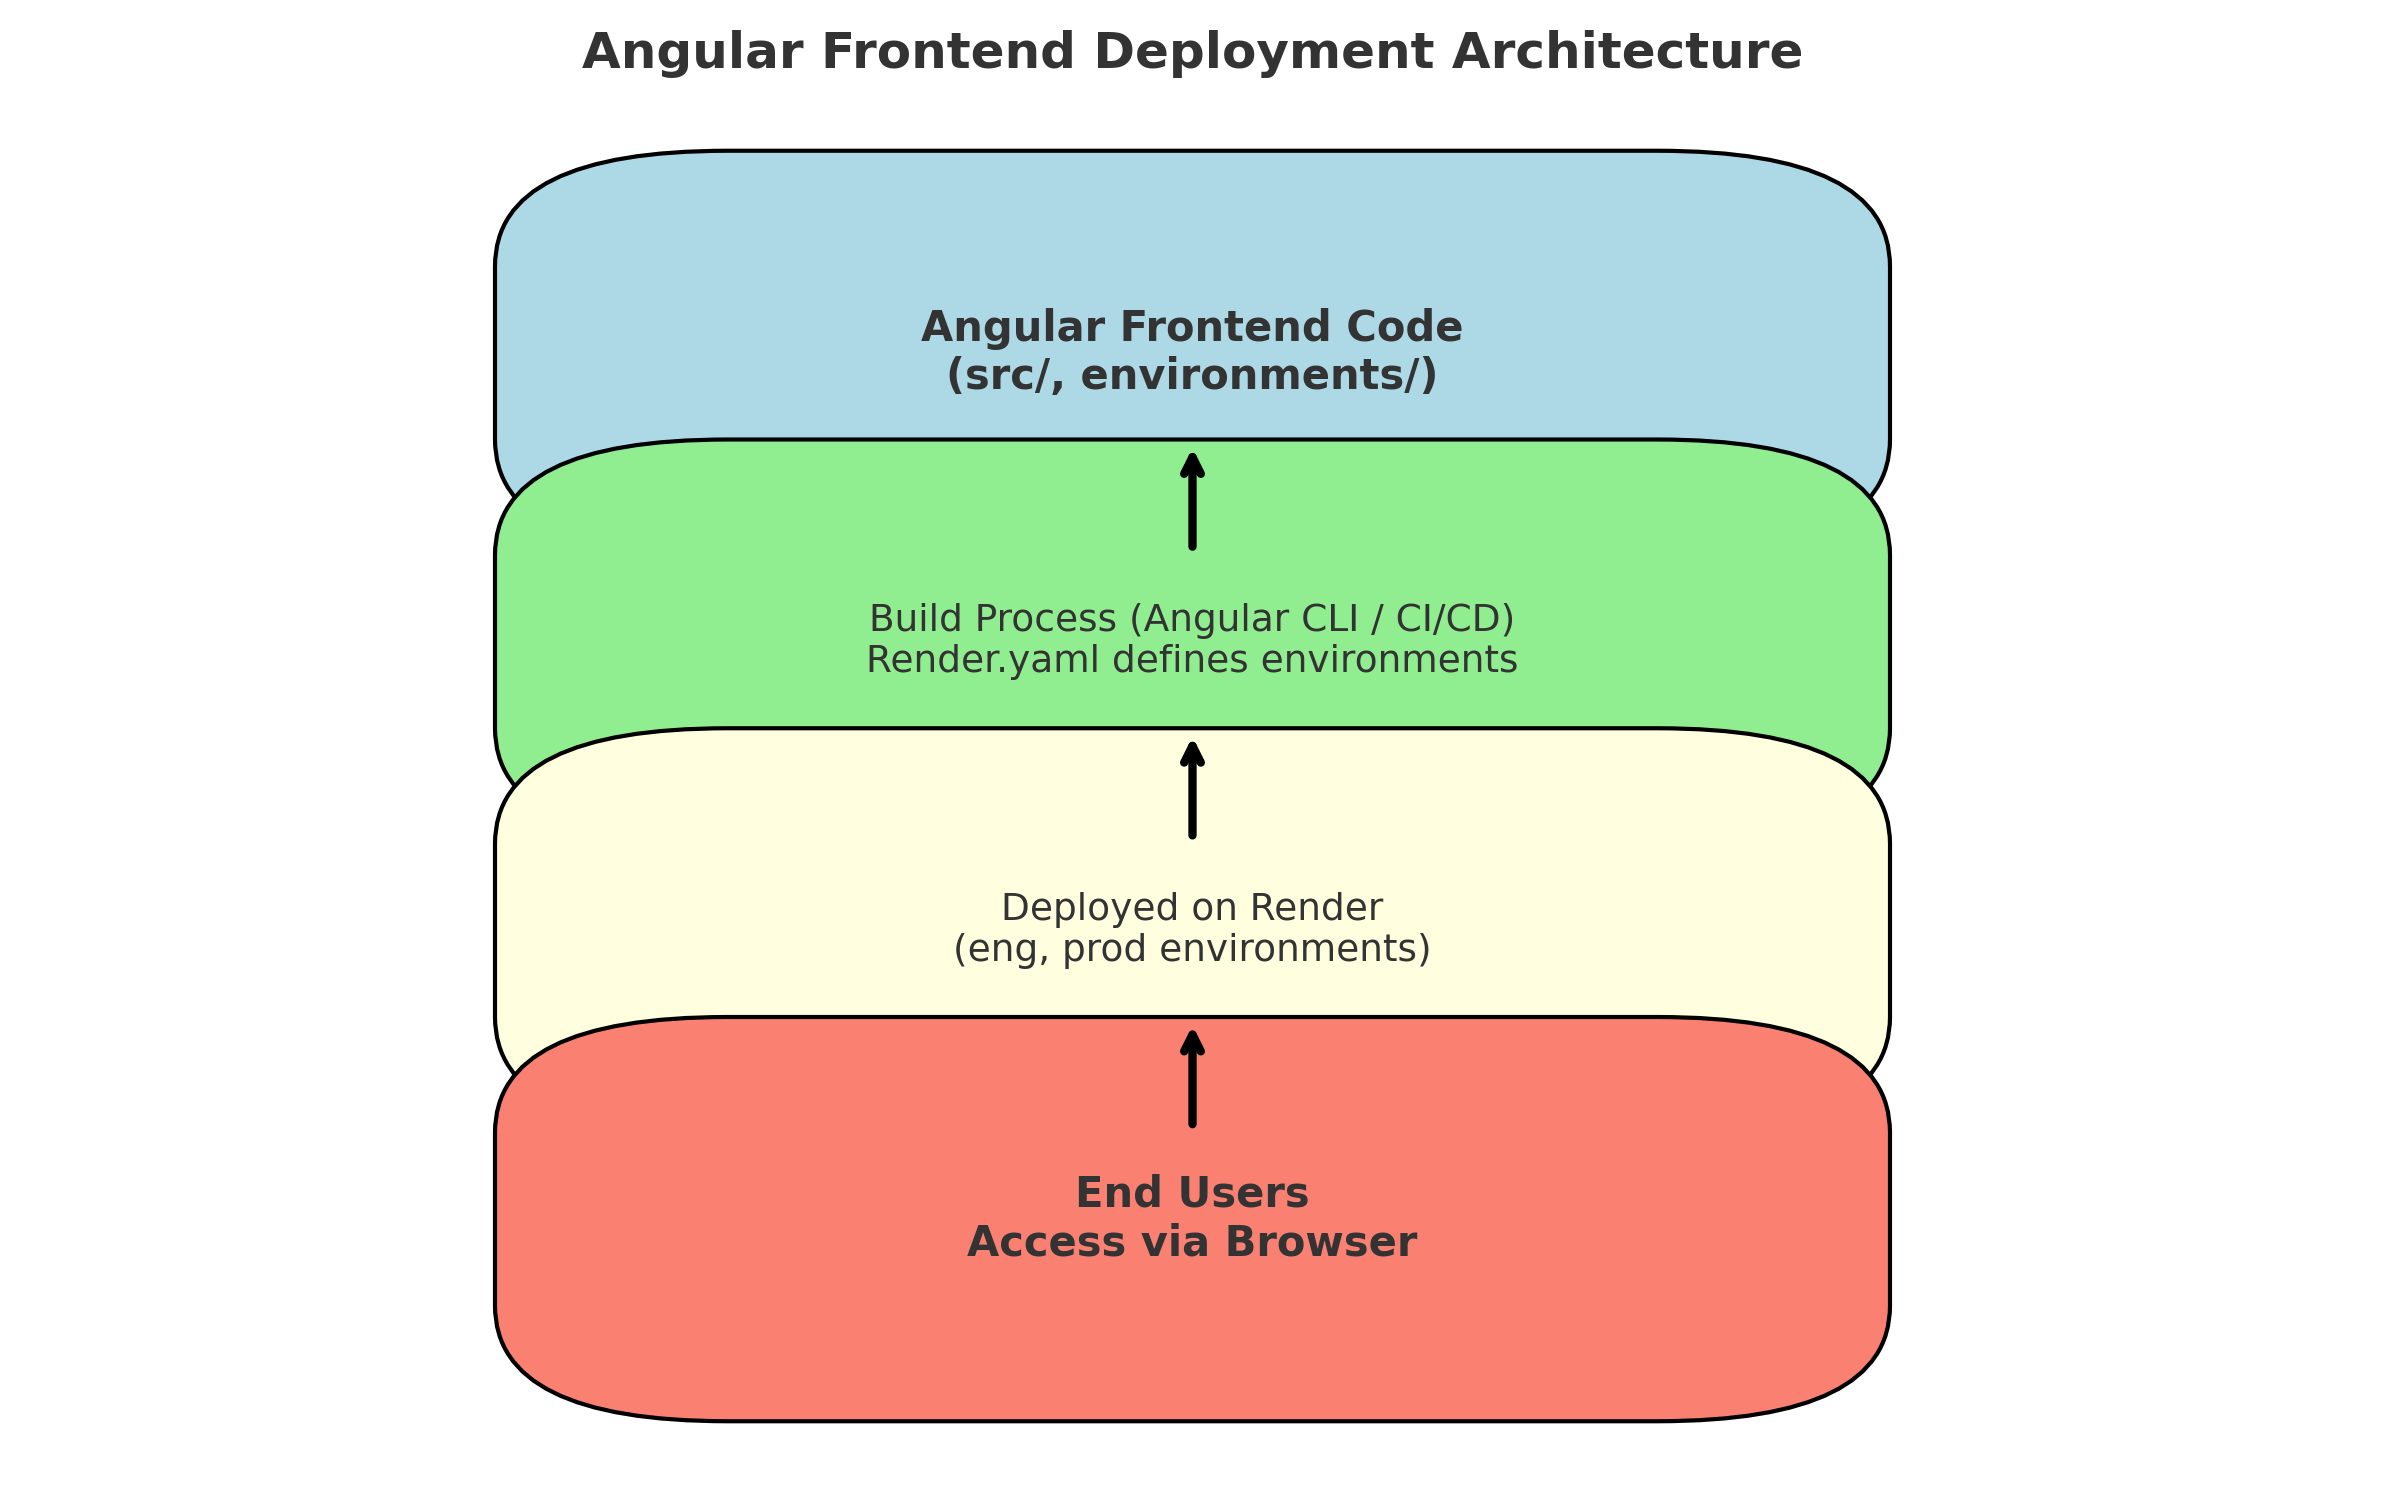 Angular Frontend Deployment Architecture
Angular Frontend Code
(src/, environments/)
Build Process (Angular CLI / CI/CD)
Render.yaml defines environments
Deployed on Render
(eng, prod environments)
End Users
Access via Browser